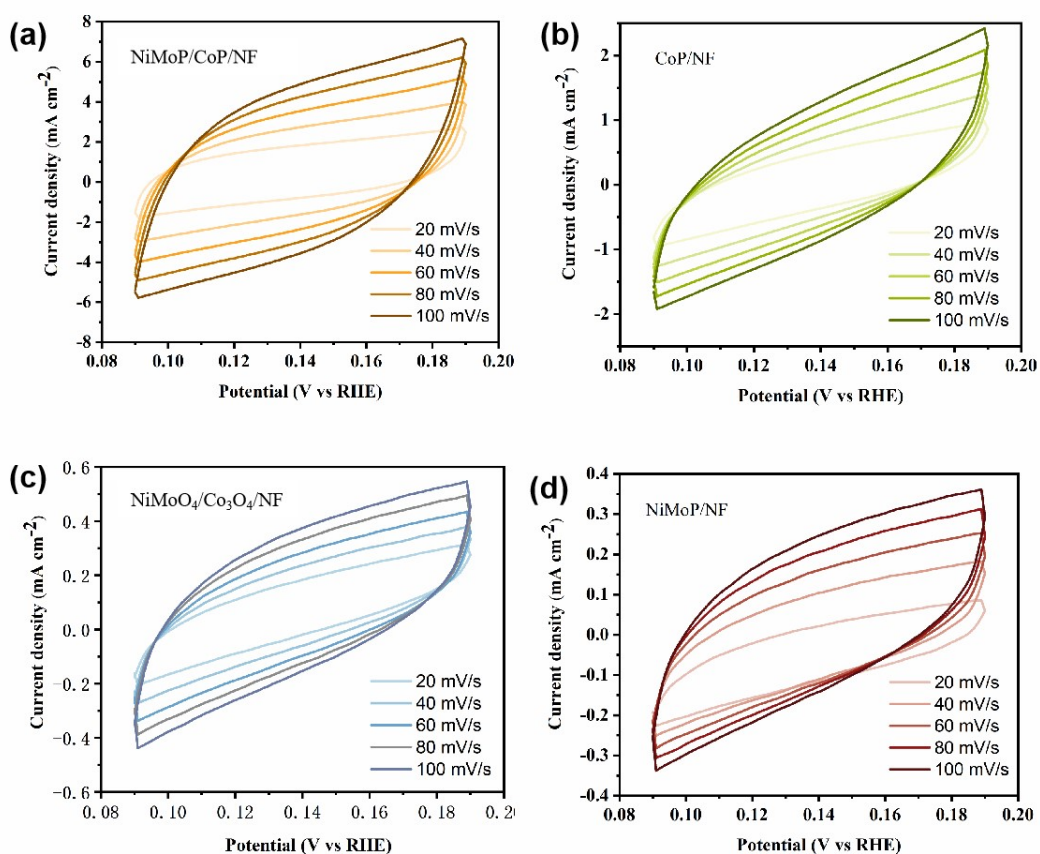 (a)
NiMoP/CoP/NF
Current density (mA cm⁻²)
8
6
4
2
0
-2
-4
-6
-8
0.08 0.10 0.12 0.14 0.16 0.18 0.20
Potential (V vs RIIE)
20 mV/s
40 mV/s
60 mV/s
80 mV/s
100 mV/s
(b)
CoP/NF
Current density (mA cm⁻²)
2
1
0
-1
-2
0.08 0.10 0.12 0.14 0.16 0.18 0.20
Potential (V vs RHE)
20 mV/s
40 mV/s
60 mV/s
80 mV/s
100 mV/s
(c)
NiMoO₄/Co₃O₄/NF
Current density (mA cm⁻²)
0.6
0.4
0.2
0.0
-0.2
-0.4
-0.6
0.08 0.10 0.12 0.14 0.16 0.18 0.20
Potential (V vs RIIE)
20 mV/s
40 mV/s
60 mV/s
80 mV/s
100 mV/s
(d)
NiMoP/NF
Current density (mA cm⁻²)
0.4
0.3
0.2
0.1
0.0
-0.1
-0.2
-0.3
-0.4
0.08 0.10 0.12 0.14 0.16 0.18 0.20
Potential (V vs RHE)
20 mV/s
40 mV/s
60 mV/s
80 mV/s
100 mV/s